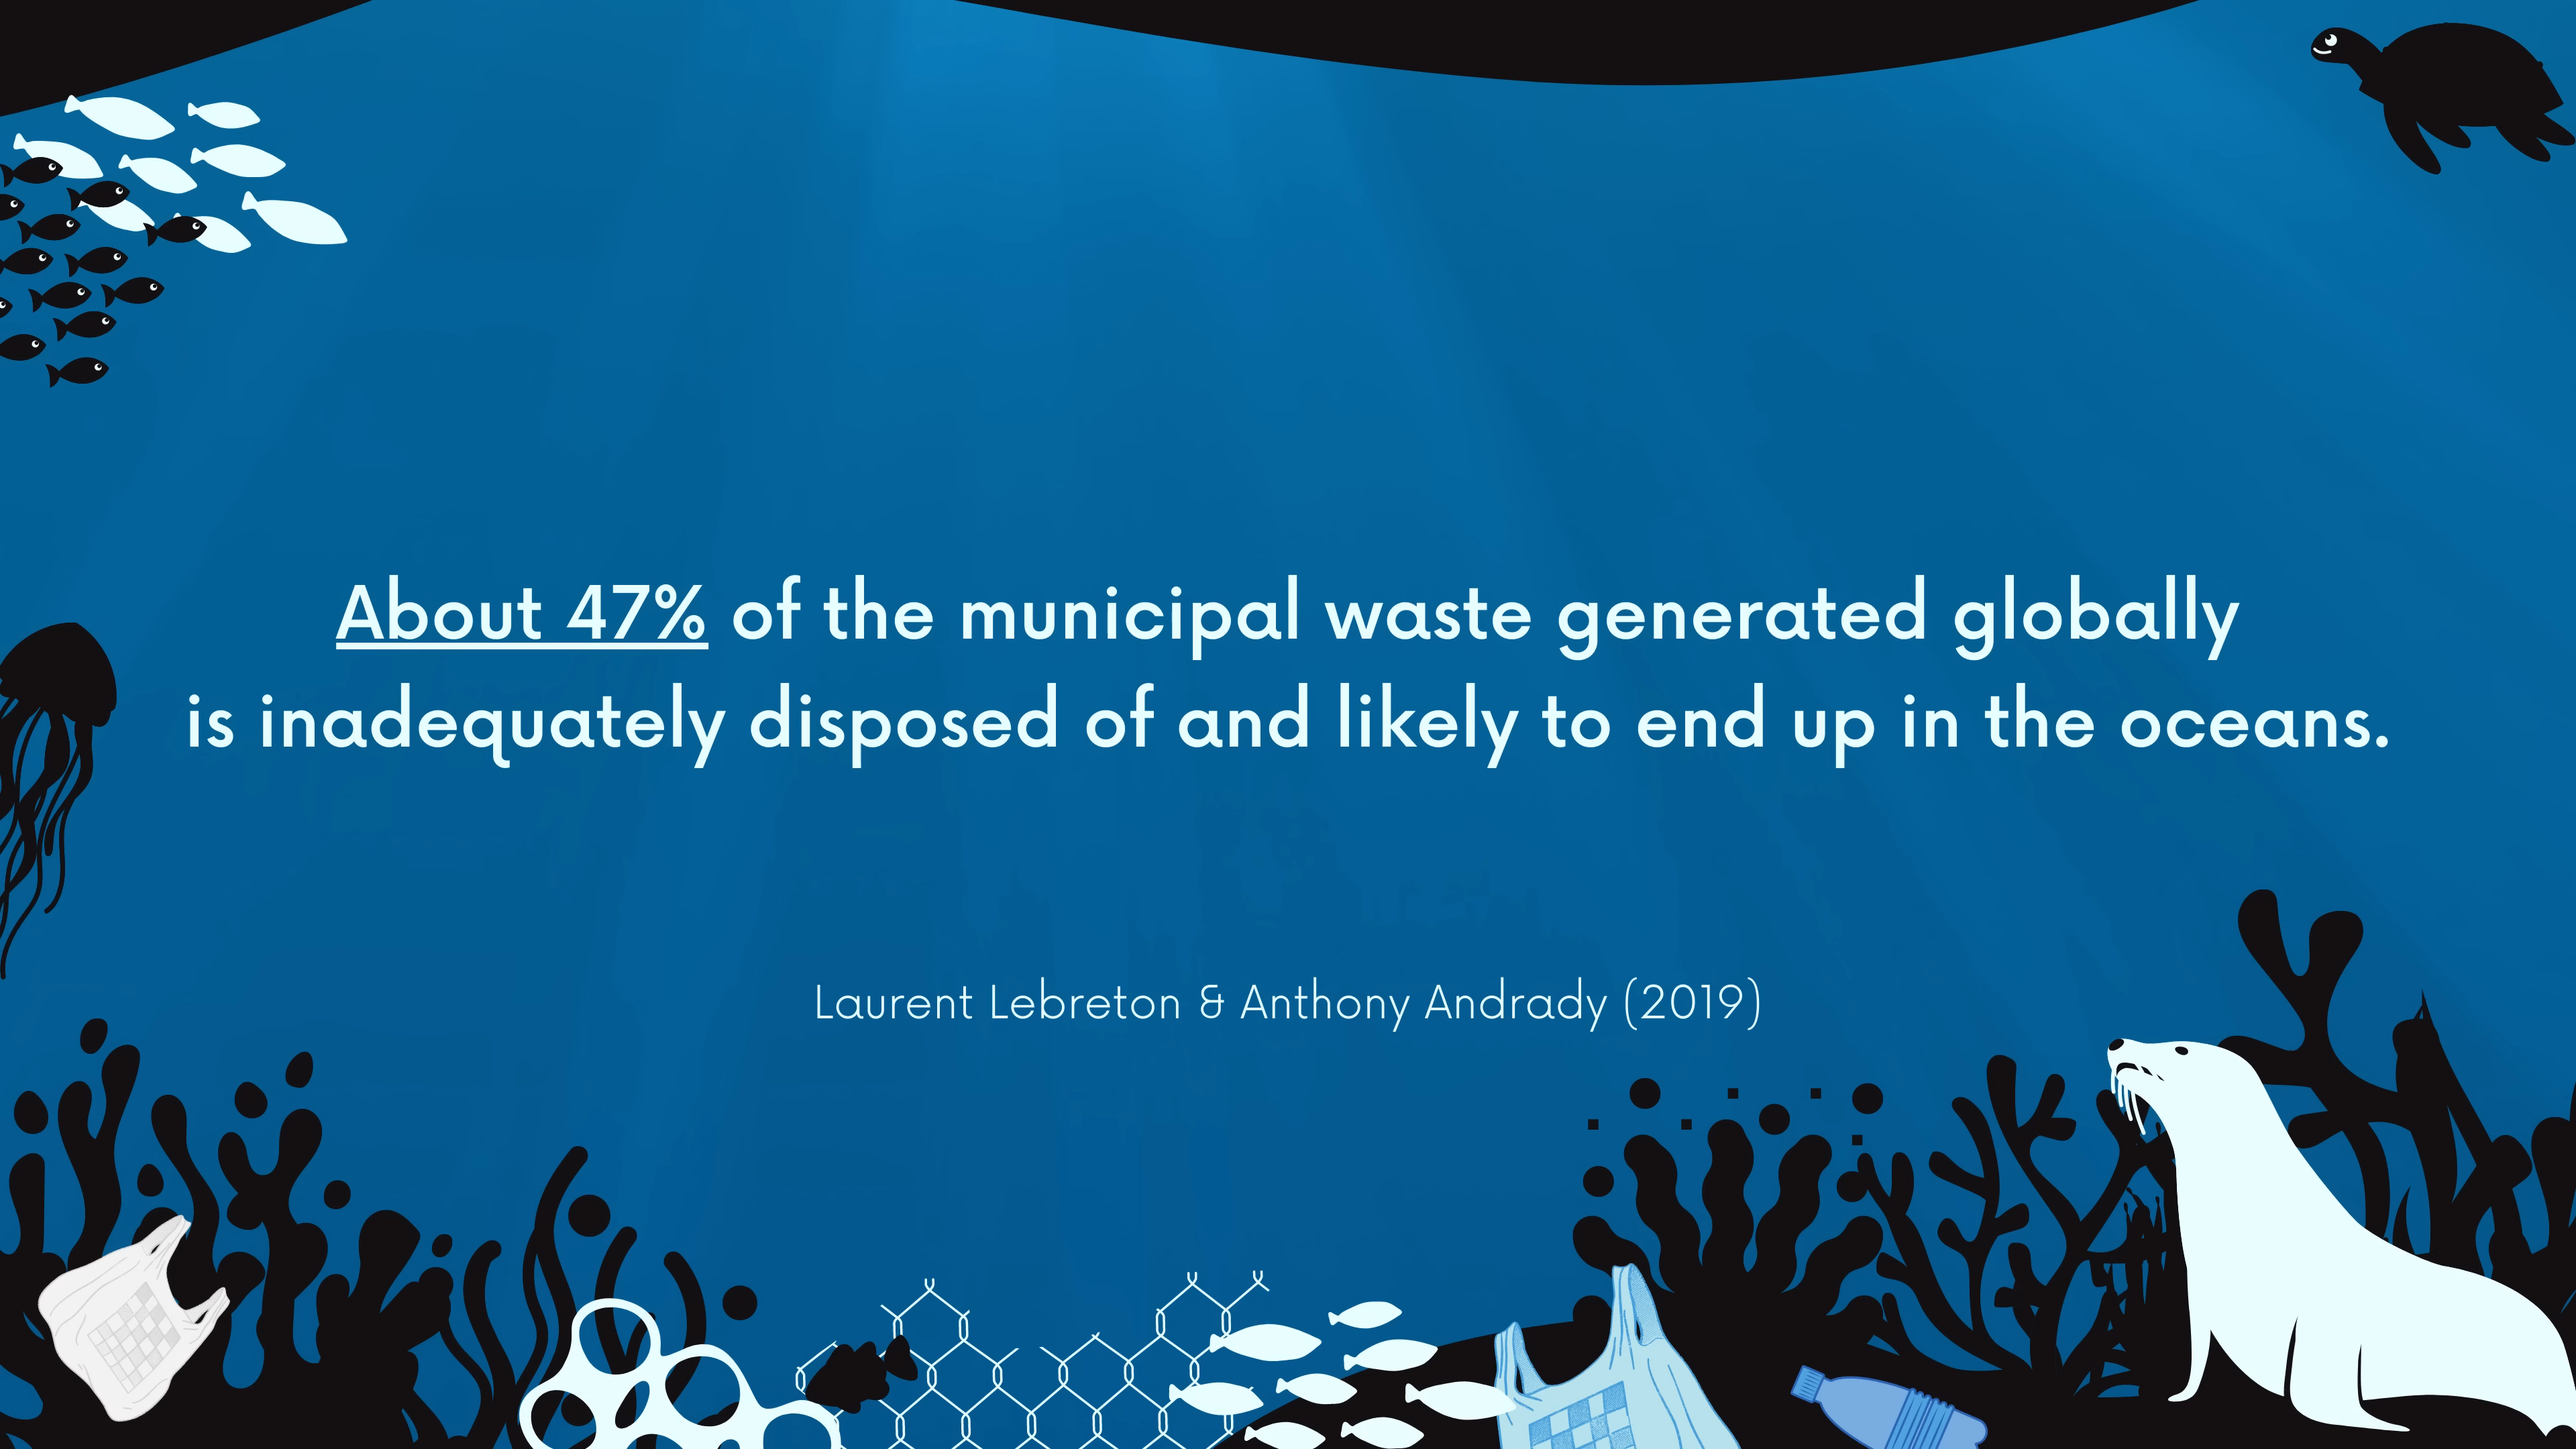 About 47% of the municipal waste generated globally
is inadequately disposed of and likely to end up in the oceans.
Laurent Lebreton & Anthony Andrady (2019)